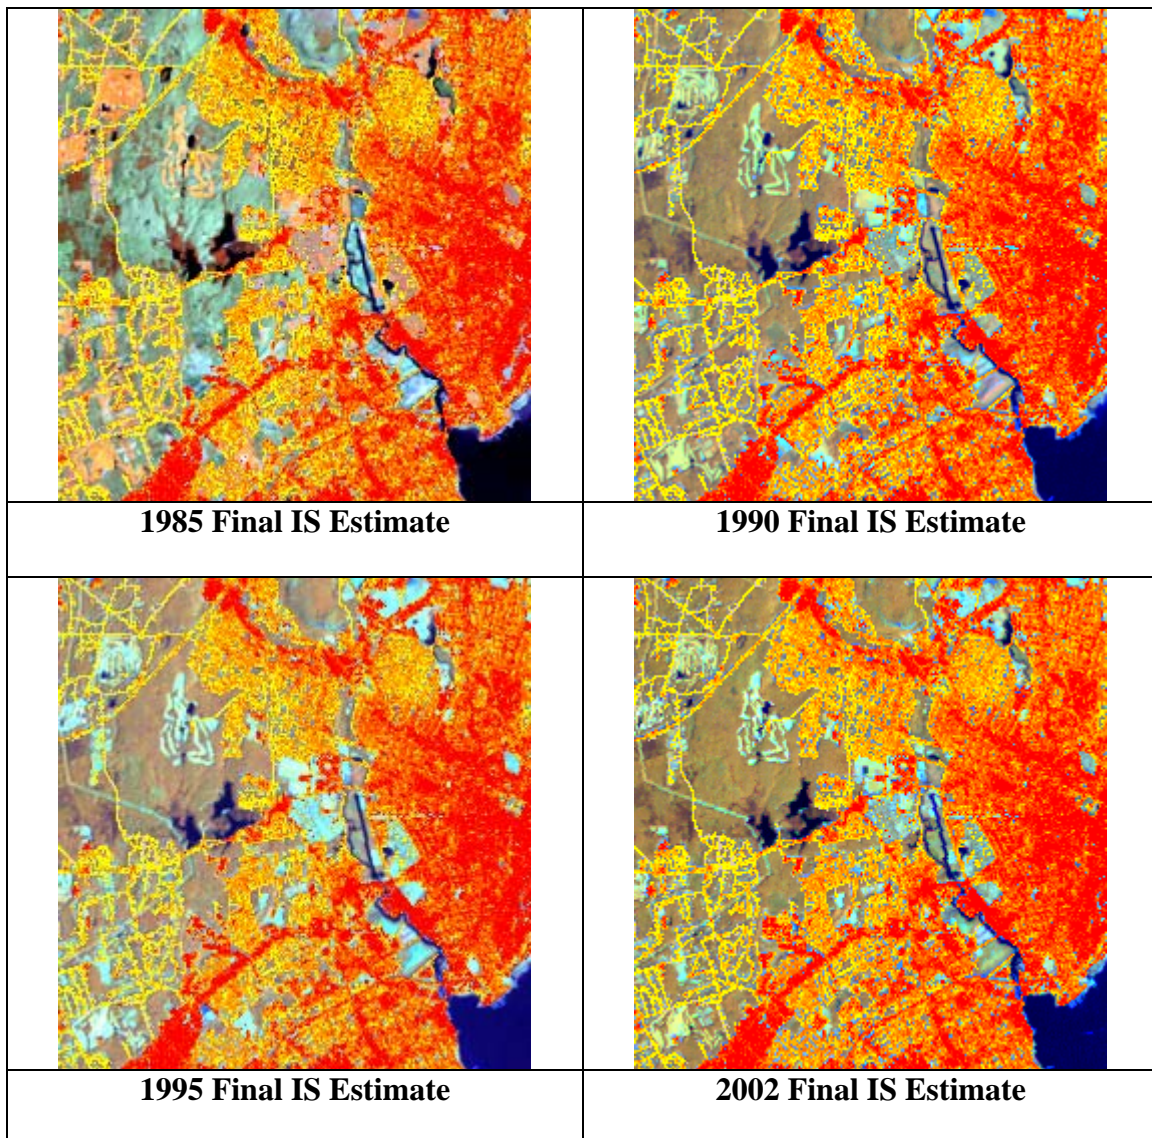 1985 Final IS Estimate
1990 Final IS Estimate
1995 Final IS Estimate
2002 Final IS Estimate